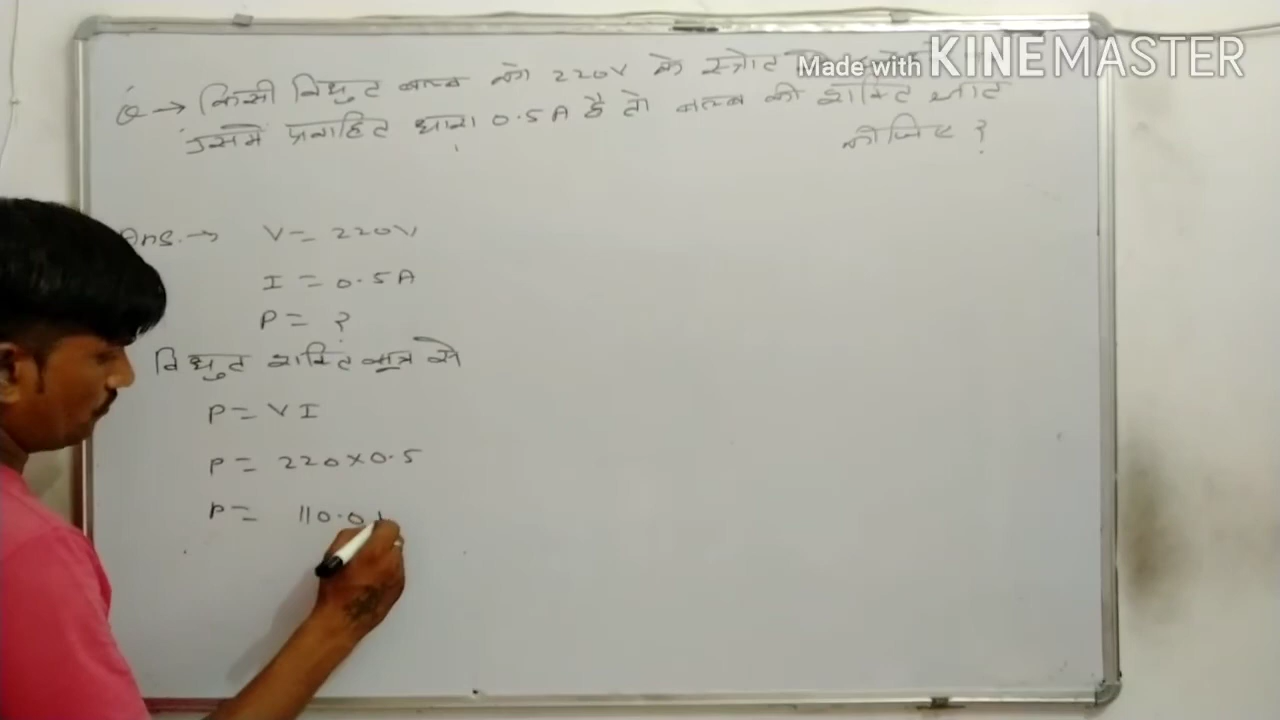 Made with KINEMASTER
Q → किसी विद्युत बल्ब को 220V के स्त्रोत
उसमे प्रवाहित धारा 0.5A है तो बल्ब की शक्ति ज्ञात
कीजिए ?
Ans. → V = 220V
I = 0.5A
P = ?
विद्युत शक्ति सूत्र से
P = VI
P = 220×0.5
P = 110.0